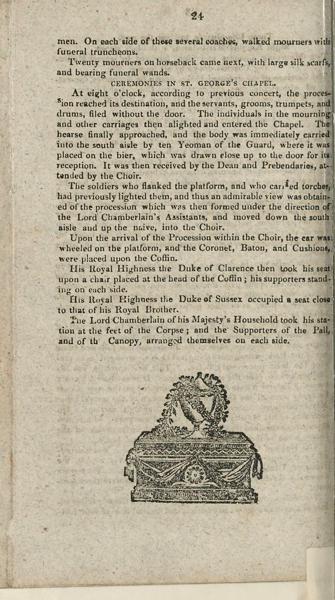 24
men. On each side of these several coaches, walked mourners with
funeral truncheons.
Twenty mourners on horseback came next, with large silk scarfs,
and bearing funeral wands.
CEREMONIES IN ST. GEORGE'S CHAPEL.
At eight o'clock, according to previous concert, the proces-
sion reached its destination, and the servants, grooms, trumpets, and
drums, filed without the door. The individuals in the mourning
and other carriages then alighted and entered the Chapel. The
hearse finally approached, and the body was immediately carried
into the south aisle by ten Yeoman of the Guard, where it was
placed on the bier, which was drawn close up to the door for its
reception. It was then received by the Dean and Prebendaries, at-
tended by the Choir.
The soldiers who flanked the platform, and who carried torches,
had previously lighted them, and thus an admirable view was obtain-
ed of the procession which was then formed under the direction of
the Lord Chamberlain's Assistants, and moved down the south
aisle and up the naive, into the Choir.
Upon the arrival of the Procession within the Choir, the car was
wheeled on the platform, and the Coronet, Baton, and Cushions,
were placed upon the Coffin.
His Royal Highness the Duke of Clarence then took his seat
upon a chair placed at the head of the Coffin; his supporters stand-
ing on each side.
His Royal Highness the Duke of Sussex occupied a seat close
to that of his Royal Brother.
The Lord Chamberlain of his Majesty's Household took his sta-
tion at the feet of the Corpse; and the Supporters of the Pall,
and of th Canopy, arranged themselves on each side.